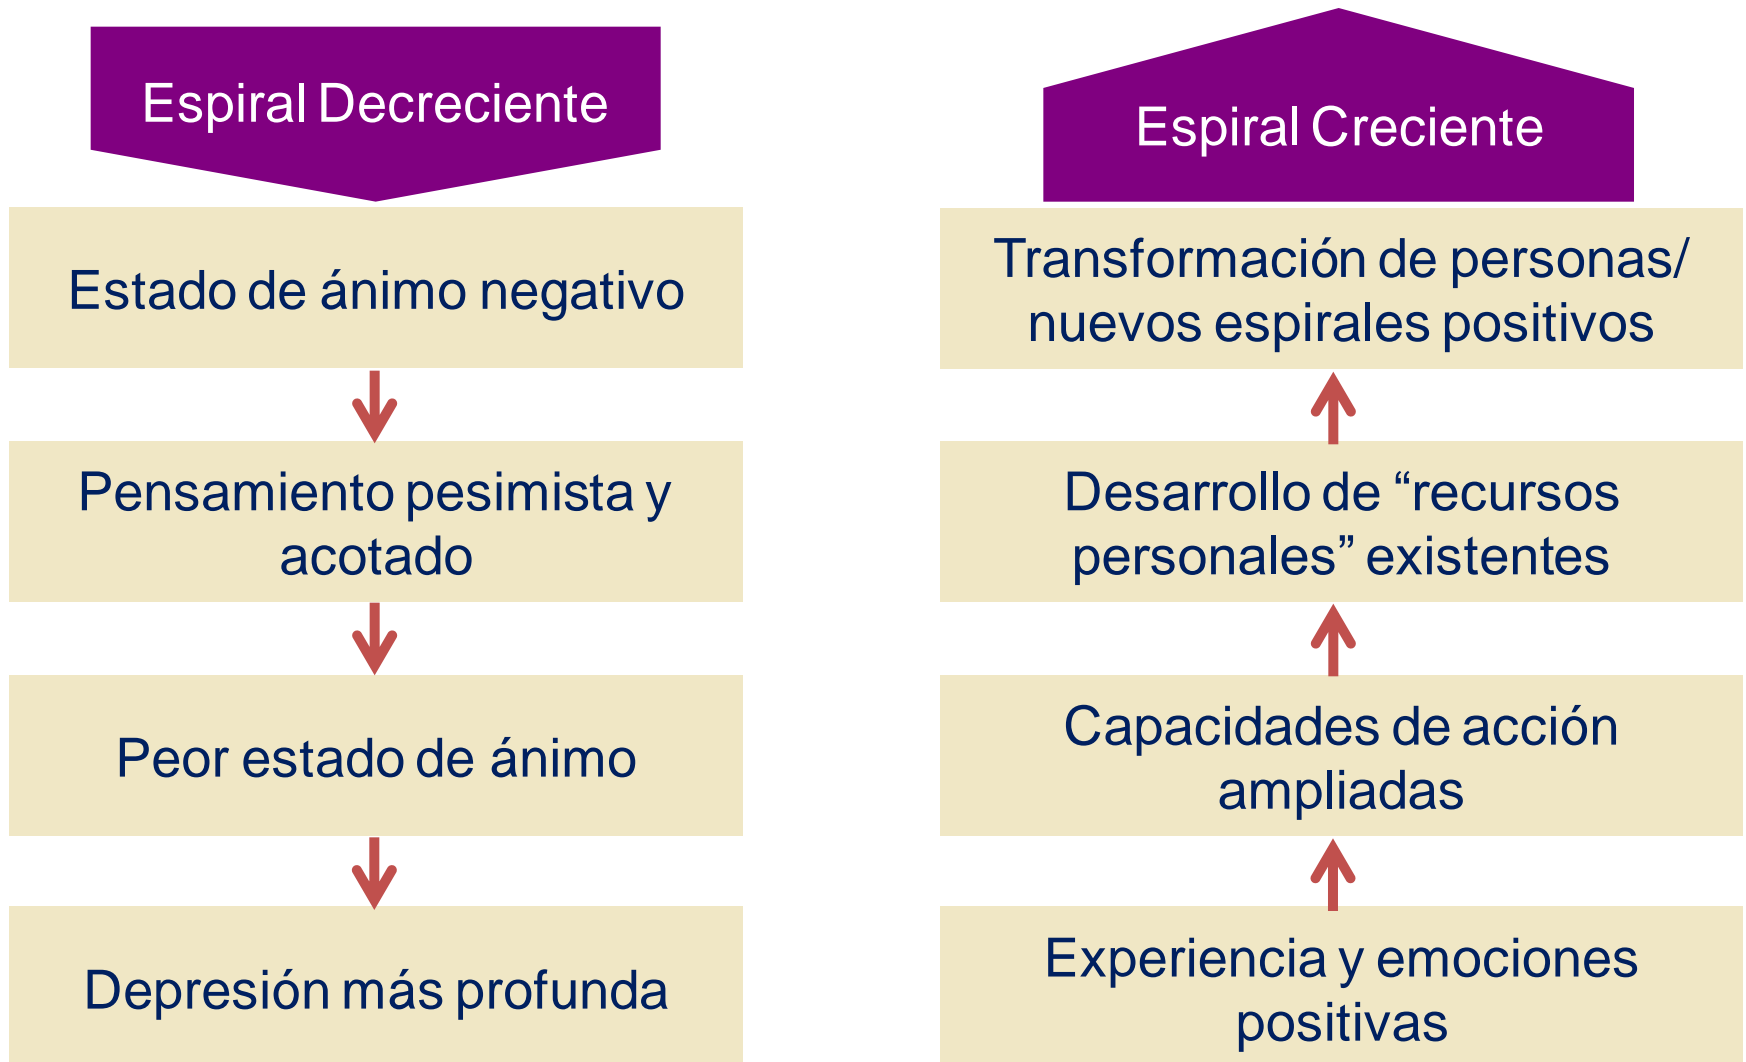 Espiral Decreciente
Estado de ánimo negativo
Pensamiento pesimista y
acotado
Peor estado de ánimo
Depresión más profunda
Espiral Creciente
Transformación de personas/
nuevos espirales positivos
Desarrollo de “recursos
personales” existentes
Capacidades de acción
ampliadas
Experiencia y emociones
positivas